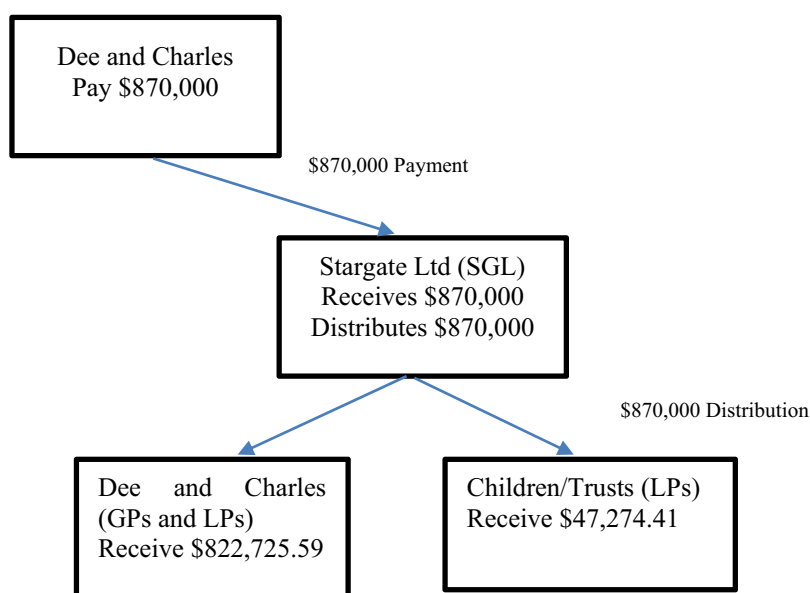 Dee and Charles
Pay $870,000
$870,000 Payment
Stargate Ltd (SGL)
Receives $870,000
Distributes $870,000
$870,000 Distribution
Dee and Charles
(GPs and LPs)
Receive $822,725.59
Children/Trusts (LPs)
Receive $47,274.41